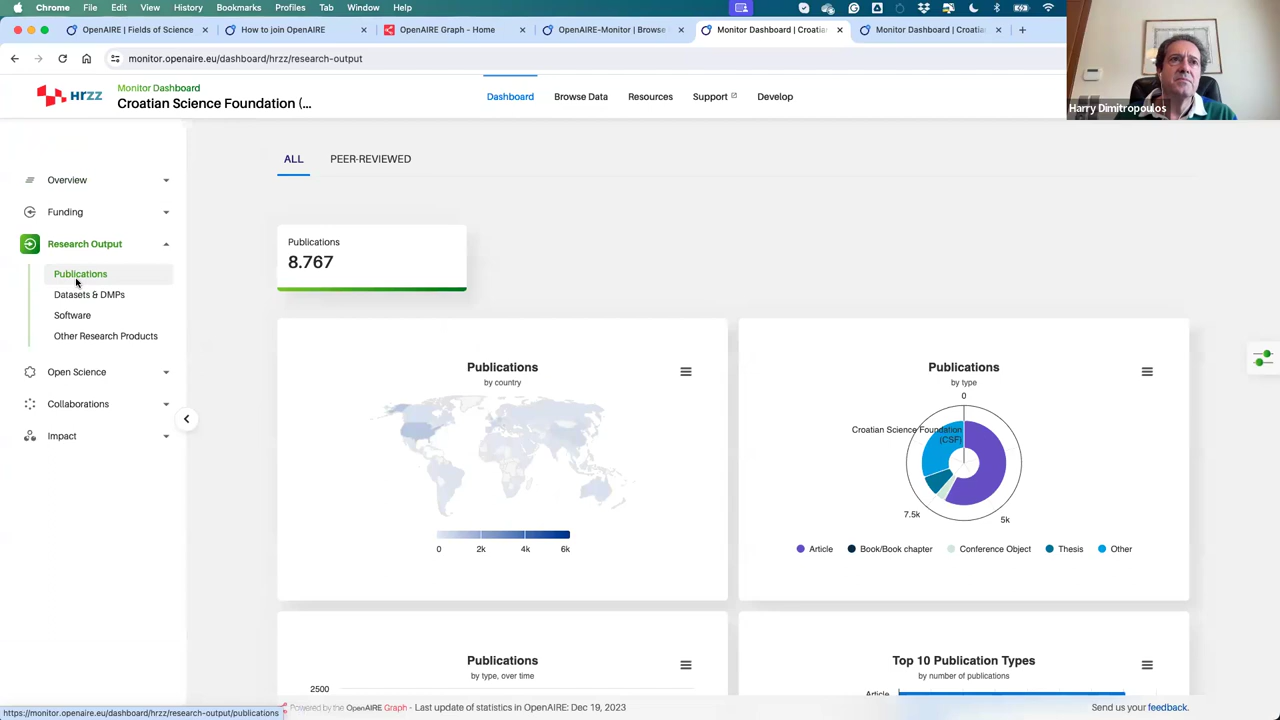 Chrome File Edit View History Bookmarks Profiles Tab Window Help
OpenAIRE | Fields of Science
How to join OpenAIRE
OpenAIRE Graph - Home
OpenAIRE-Monitor | Browse
Monitor Dashboard | Croatia
Monitor Dashboard | Croatian
monitor.openaire.eu/dashboard/hrzz/research-output
Harry Dimitropoulos
HRZZ
Monitor Dashboard
Croatian Science Foundation (...
Dashboard
Browse Data
Resources
Support
Develop
Overview
Funding
Research Output
Publications
Datasets & DMPs
Software
Other Research Products
Open Science
Collaborations
Impact
ALL
PEER-REVIEWED
Publications
8.767
Publications
by country
0 2k 4k 6k
Publications
by type
0
Croatian Science Foundation
(CSF)
7.5k
5k
Article Book/Book chapter Conference Object Thesis Other
Publications
by type, over time
2500
Top 10 Publication Types
by number of publications
Article
Powered by OpenAIRE Graph - Last update of statistics in OpenAIRE: Dec 19, 2023
Send us your feedback.
https://monitor.openaire.eu/dashboard/hrzz/research-output/publications